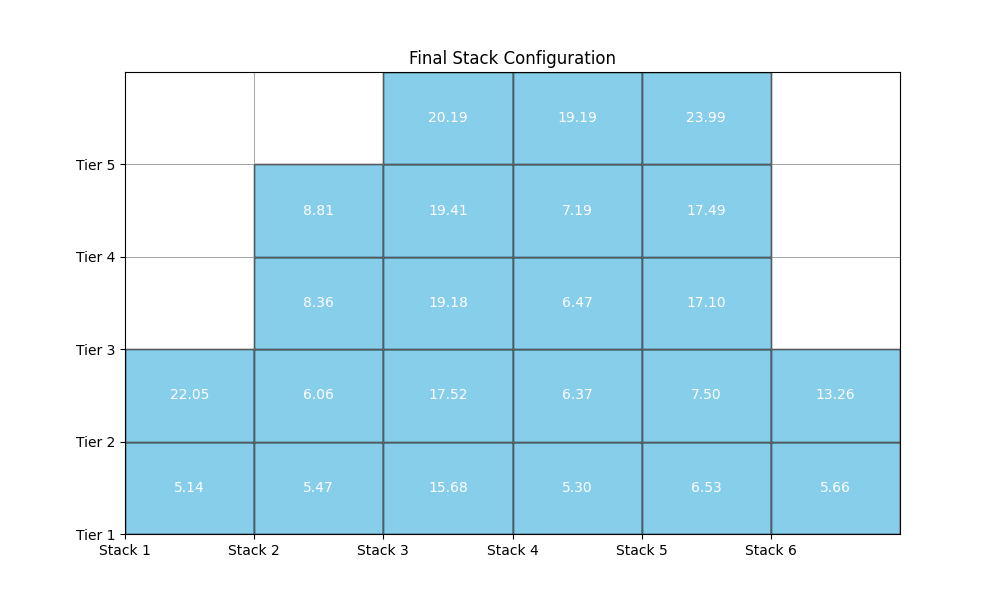 Final Stack Configuration
20.19 19.19 23.99
Tier 5
8.81 19.41 7.19 17.49
Tier 4
8.36 19.18 6.47 17.10
Tier 3
22.05 6.06 17.52 6.37 7.50 13.26
Tier 2
5.14 5.47 15.68 5.30 6.53 5.66
Tier 1
Stack 1 Stack 2 Stack 3 Stack 4 Stack 5 Stack 6